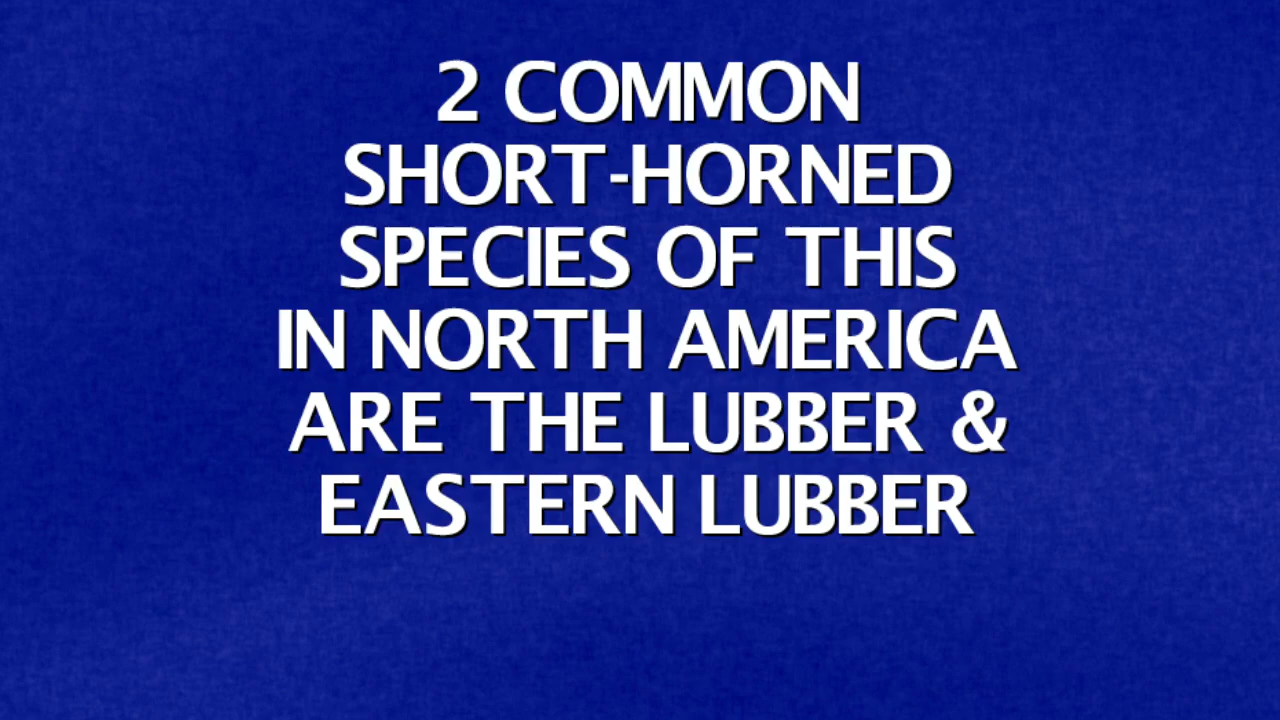 2 COMMON
SHORT-HORNED
SPECIES OF THIS
IN NORTH AMERICA
ARE THE LUBBER &
EASTERN LUBBER